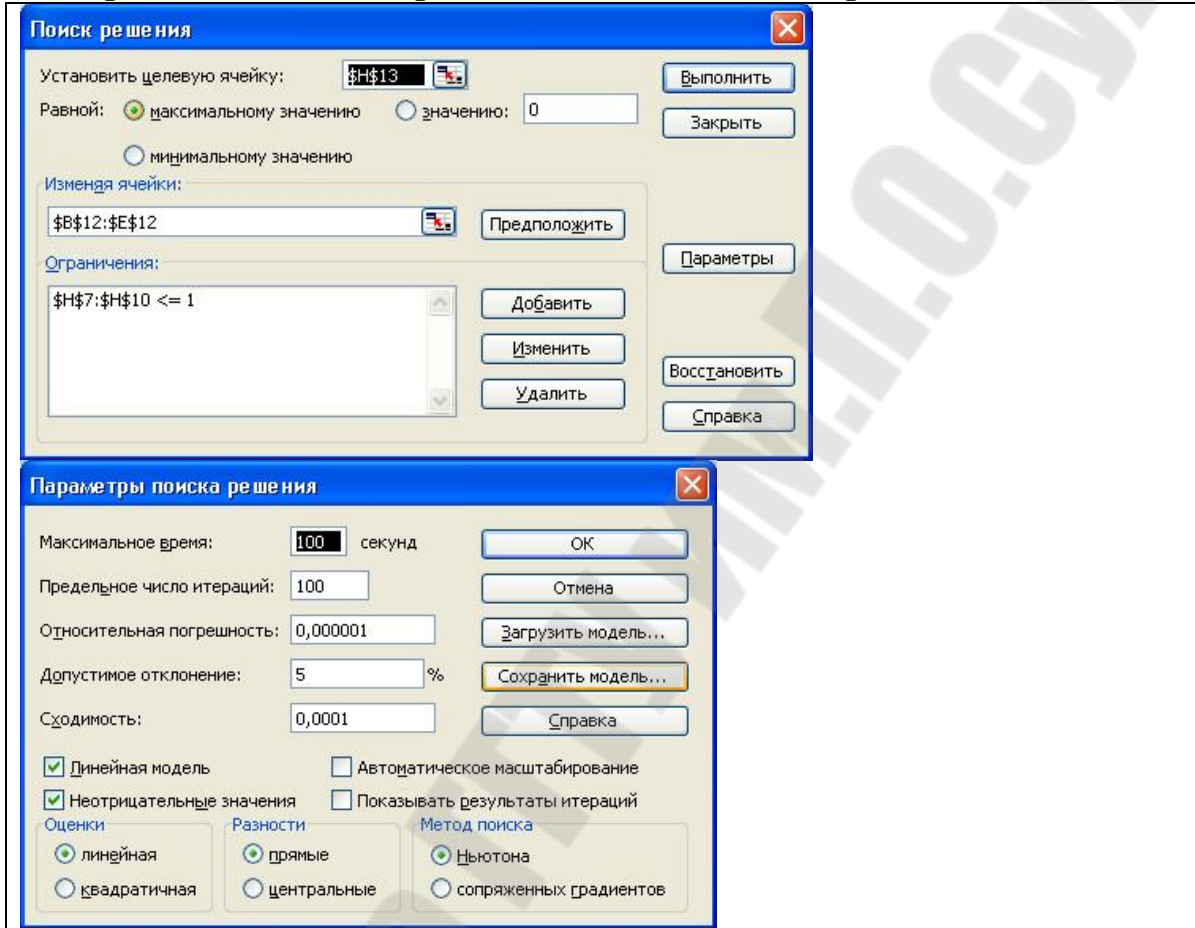 Поиск решения
Установить целевую ячейку: $H$13 Выполнить
Равной: максимальному значению значению: 0 Закрыть
минимальному значению
Изменяя ячейки:
$B$12:$E$12 Предположить
Ограничения: Параметры
$H$7:$H$10 <= 1 Добавить
Изменить
Восстановить
Удалить
Справка
Параметры поиска решения
Максимальное время: 100 секунд OK
Предельное число итераций: 100 Отмена
Относительная погрешность: 0,000001 Загрузить модель...
Допустимое отклонение: 5 % Сохранить модель...
Сходимость: 0,0001 Справка
Линейная модель Автоматическое масштабирование
Неотрицательные значения Показывать результаты итераций
Оценки Разности Метод поиска
линейная прямые Ньютона
квадратичная центральные сопряженных градиентов